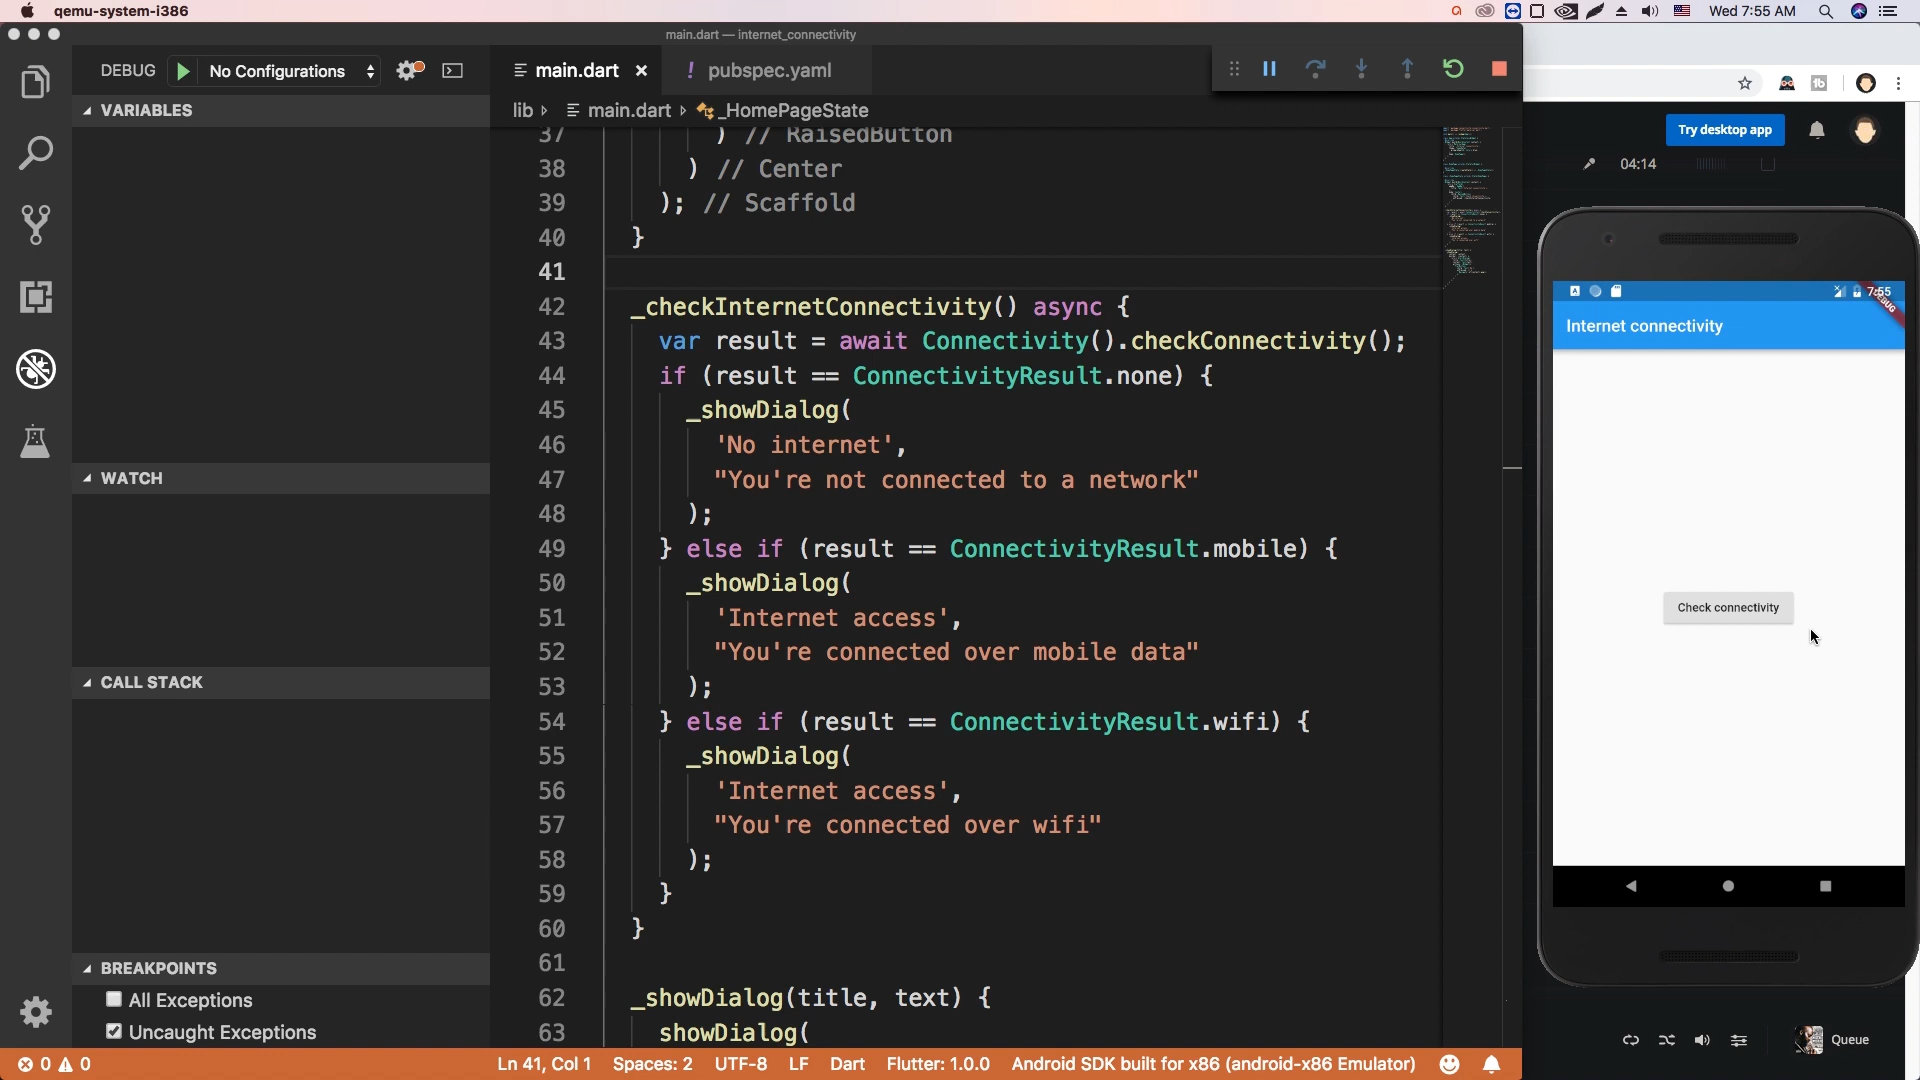 qemu-system-i386
Wed 7:55 AM
main.dart — internet_connectivity
DEBUG
No Configurations
main.dart
! pubspec.yaml
lib
main.dart
_HomePageState
VARIABLES
WATCH
CALL STACK
BREAKPOINTS
All Exceptions
Uncaught Exceptions
37 ) // RaisedButton
38 ) // Center
39 ); // Scaffold
40 }
41
42 _checkInternetConnectivity() async {
43 var result = await Connectivity().checkConnectivity();
44 if (result == ConnectivityResult.none) {
45 _showDialog(
46 'No internet',
47 "You're not connected to a network"
48 );
49 } else if (result == ConnectivityResult.mobile) {
50 _showDialog(
51 'Internet access',
52 "You're connected over mobile data"
53 );
54 } else if (result == ConnectivityResult.wifi) {
55 _showDialog(
56 'Internet access',
57 "You're connected over wifi"
58 );
59 }
60 }
61
62 _showDialog(title, text) {
63 showDialog(
0 0
Ln 41, Col 1
Spaces: 2
UTF-8
LF
Dart
Flutter: 1.0.0
Android SDK built for x86 (android-x86 Emulator)
Try desktop app
04:14
7:55
DEBUG
Internet connectivity
Check connectivity
Queue